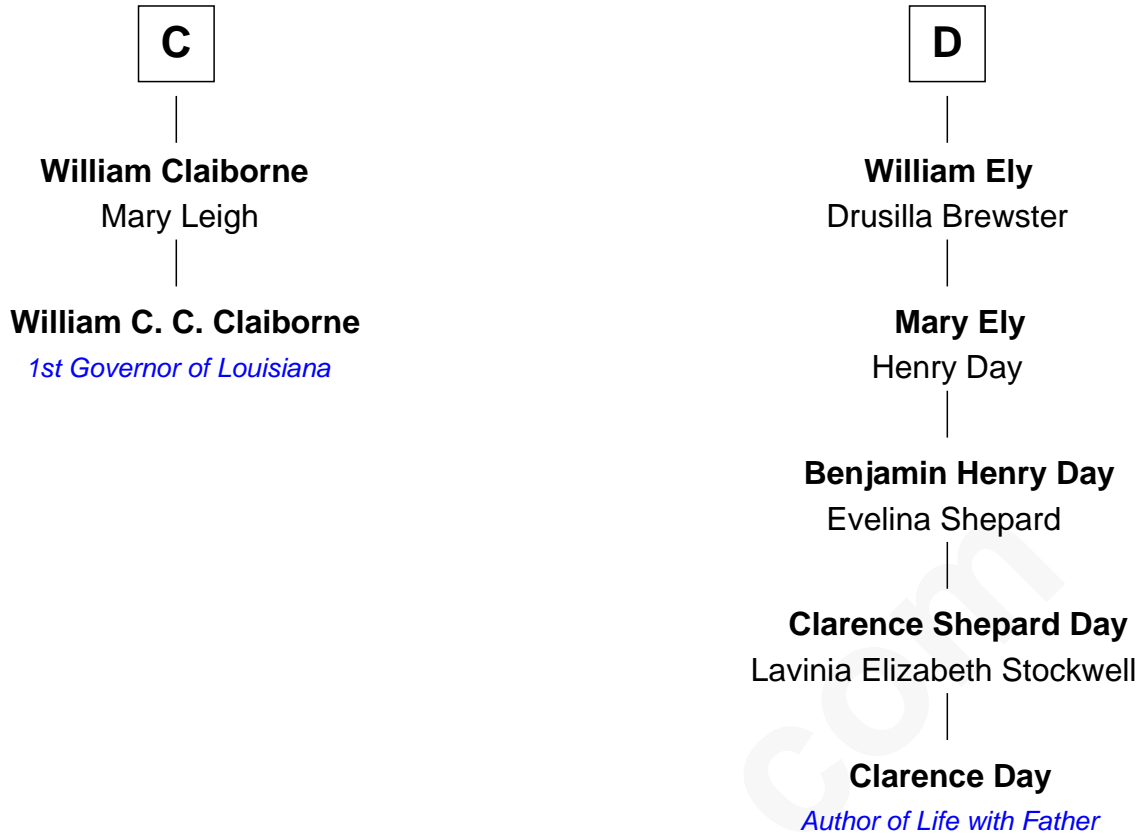 C
William Claiborne
Mary Leigh
William C. C. Claiborne
1st Governor of Louisiana
D
William Ely
Drusilla Brewster
Mary Ely
Henry Day
Benjamin Henry Day
Evelina Shepard
Clarence Shepard Day
Lavinia Elizabeth Stockwell
Clarence Day
Author of Life with Father
com